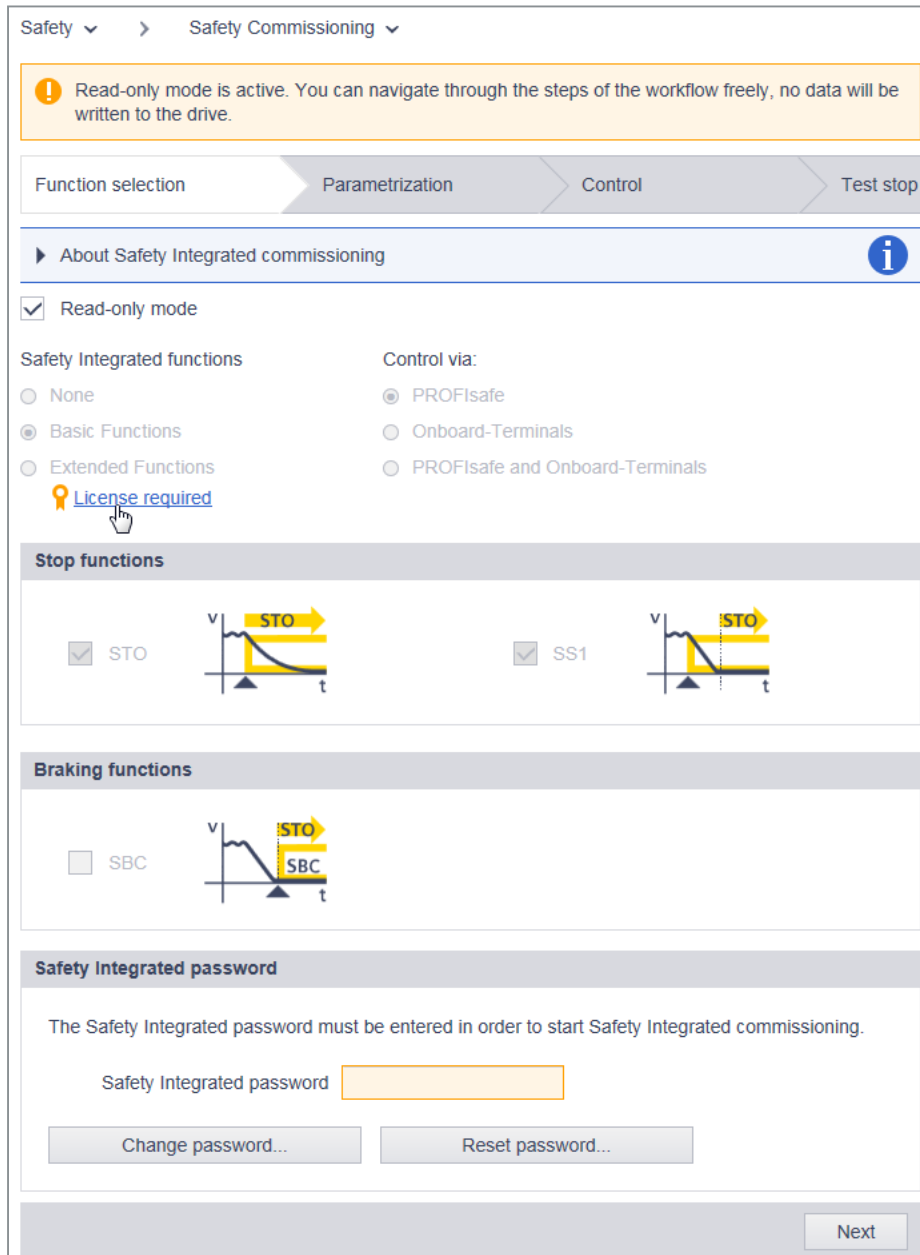 Safety > Safety Commissioning
Read-only mode is active. You can navigate through the steps of the workflow freely, no data will be
written to the drive.
Function selection Parametrization Control Test stop
About Safety Integrated commissioning
Read-only mode
Safety Integrated functions Control via:
None PROFIsafe
Basic Functions Onboard-Terminals
Extended Functions PROFIsafe and Onboard-Terminals
License required
Stop functions
STO v STO t SS1 v STO t
Braking functions
SBC v STO SBC t
Safety Integrated password
The Safety Integrated password must be entered in order to start Safety Integrated commissioning.
Safety Integrated password
Change password... Reset password...
Next